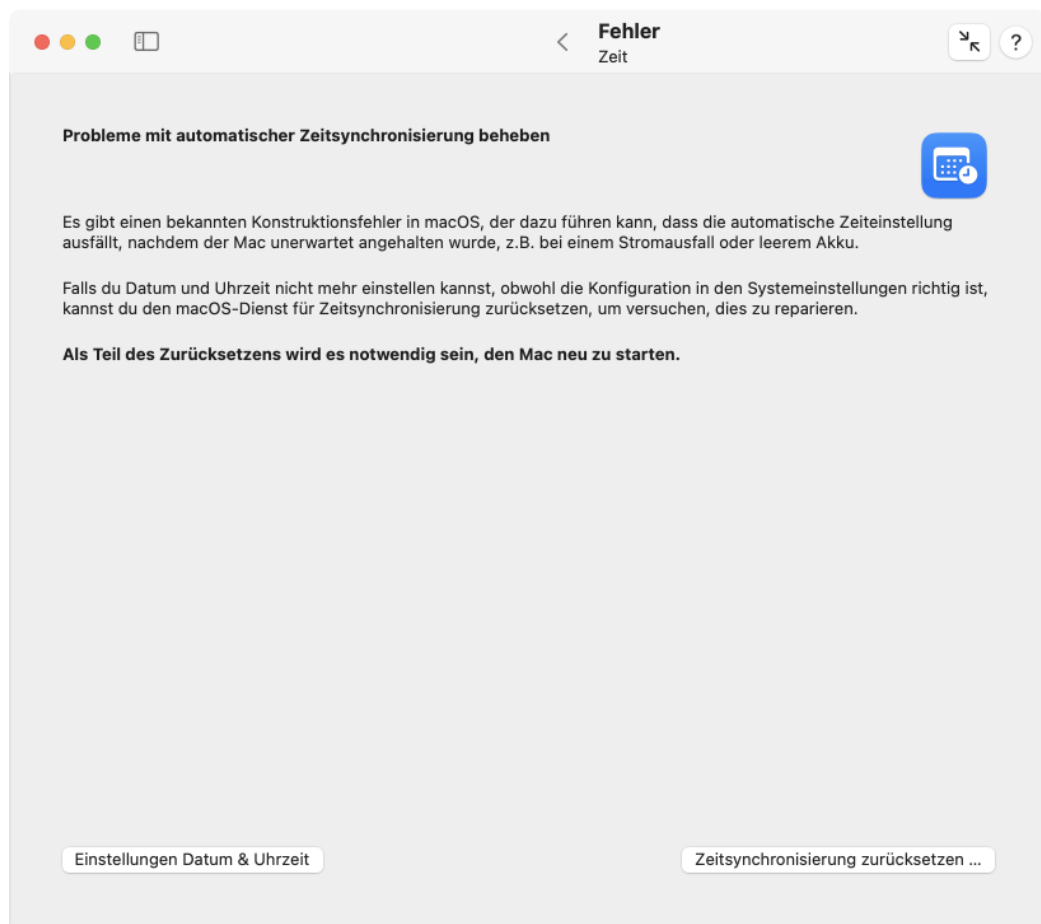 Fehler
Zeit
?
Probleme mit automatischer Zeitsynchronisierung beheben
Es gibt einen bekannten Konstruktionsfehler in macOS, der dazu führen kann, dass die automatische Zeiteinstellung
ausfällt, nachdem der Mac unerwartet angehalten wurde, z.B. bei einem Stromausfall oder leerem Akku.
Falls du Datum und Uhrzeit nicht mehr einstellen kannst, obwohl die Konfiguration in den Systemeinstellungen richtig ist,
kannst du den macOS-Dienst für Zeitsynchronisierung zurücksetzen, um versuchen, dies zu reparieren.
Als Teil des Zurücksetzens wird es notwendig sein, den Mac neu zu starten.
Einstellungen Datum & Uhrzeit
Zeitsynchronisierung zurücksetzen ...